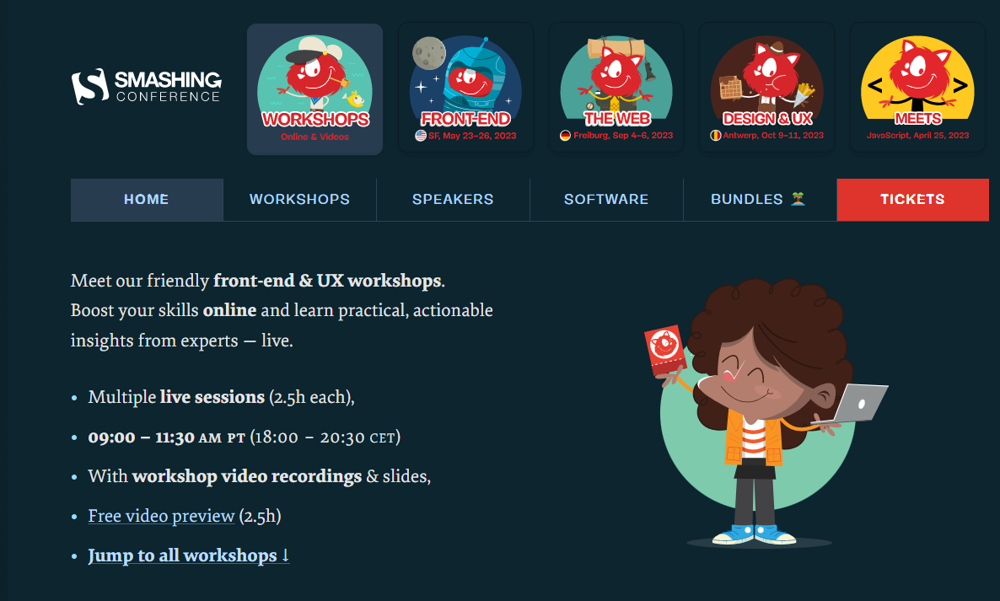 SMASHING
CONFERENCE
WORKSHOPS
Online & Videos
FRONT-END
SF, May 23–26, 2023
THE WEB
Freiburg, Sep 4–6, 2023
DESIGN & UX
Antwerp, Oct 9–11, 2023
< >
MEETS
JavaScript, April 25, 2023
HOME
WORKSHOPS
SPEAKERS
SOFTWARE
BUNDLES 🏝️
TICKETS
Meet our friendly front-end & UX workshops.
Boost your skills online and learn practical, actionable
insights from experts — live.
• Multiple live sessions (2.5h each),
• 09:00 – 11:30 AM PT (18:00 – 20:30 CET)
• With workshop video recordings & slides,
• Free video preview (2.5h)
• Jump to all workshops ↓